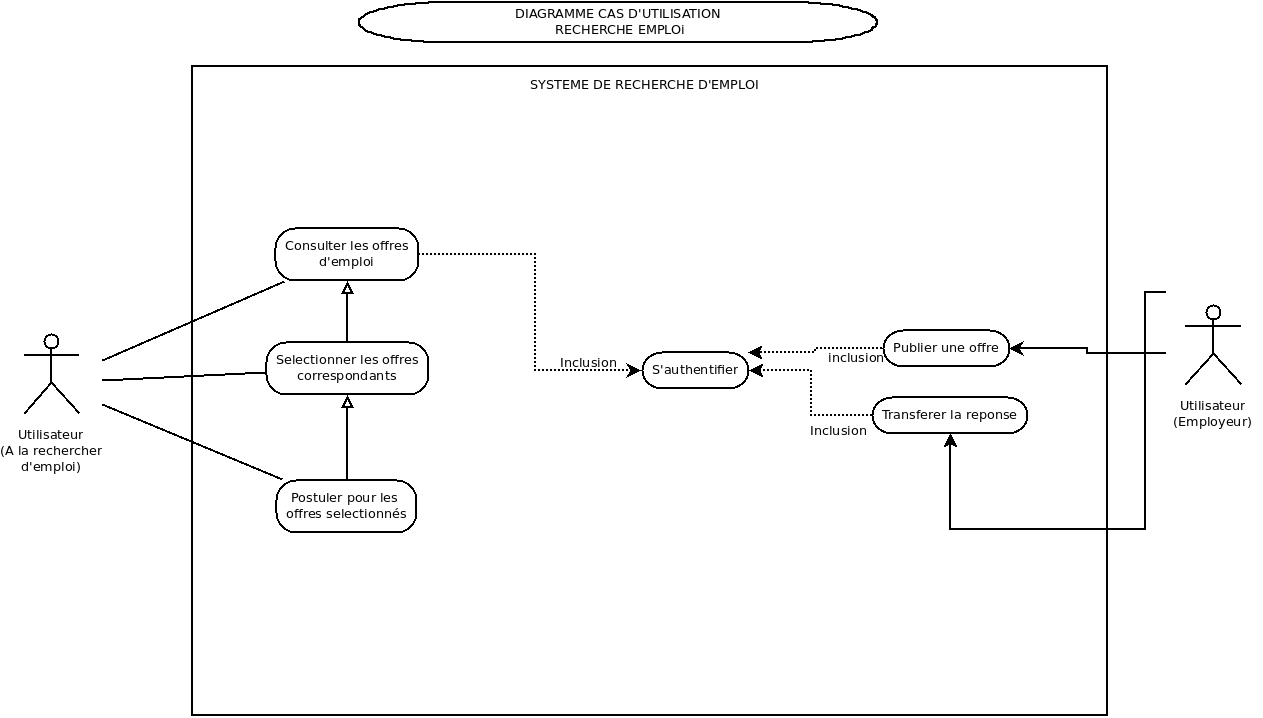 DIAGRAMME CAS D'UTILISATION
RECHERCHE EMPLOi
SYSTEME DE RECHERCHE D'EMPLOI
Consulter les offres
d'emploi
Selectionner les offres
correspondants
Postuler pour les
offres selectionnés
Inclusion
S'authentifier
inclusion
Publier une offre
Transferer la reponse
Inclusion
Utilisateur
(A la rechercher
d'emploi)
Utilisateur
(Employeur)